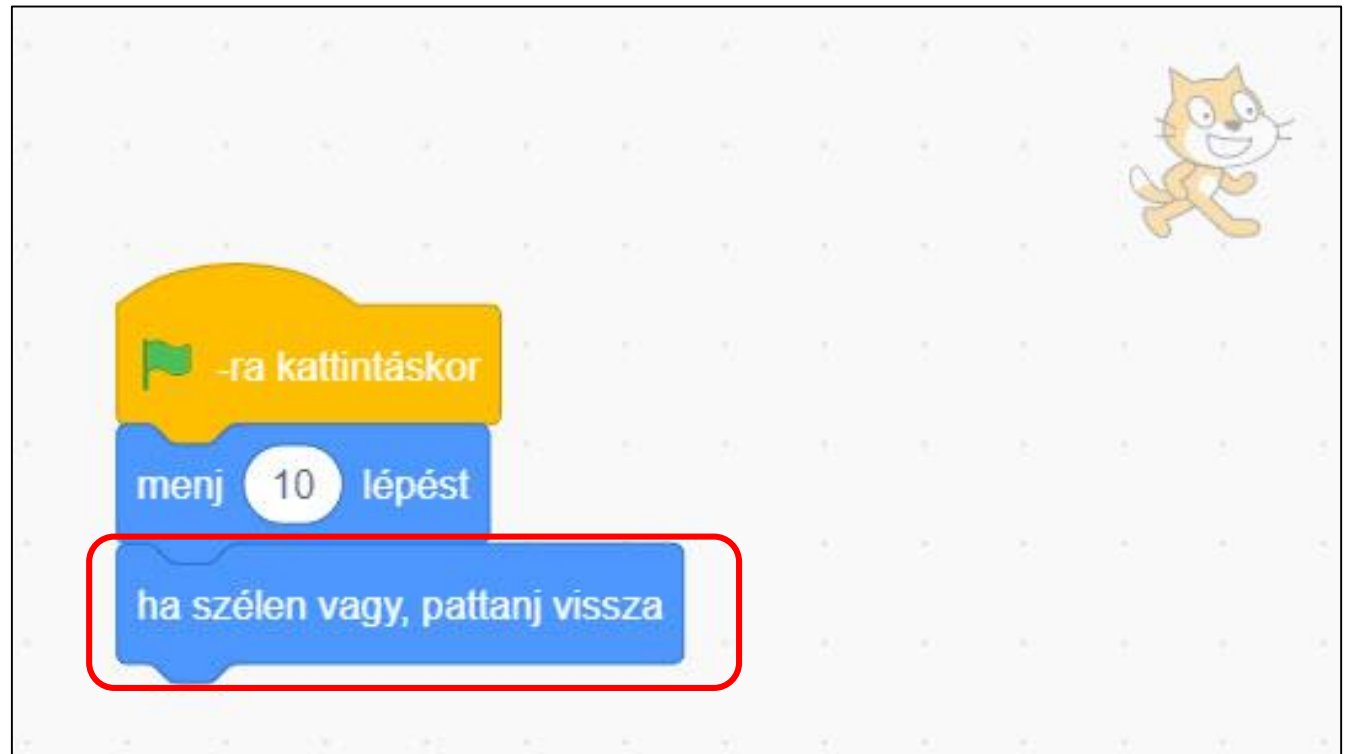 -ra kattintáskor
menj 10 lépést
ha szélen vagy, pattanj vissza